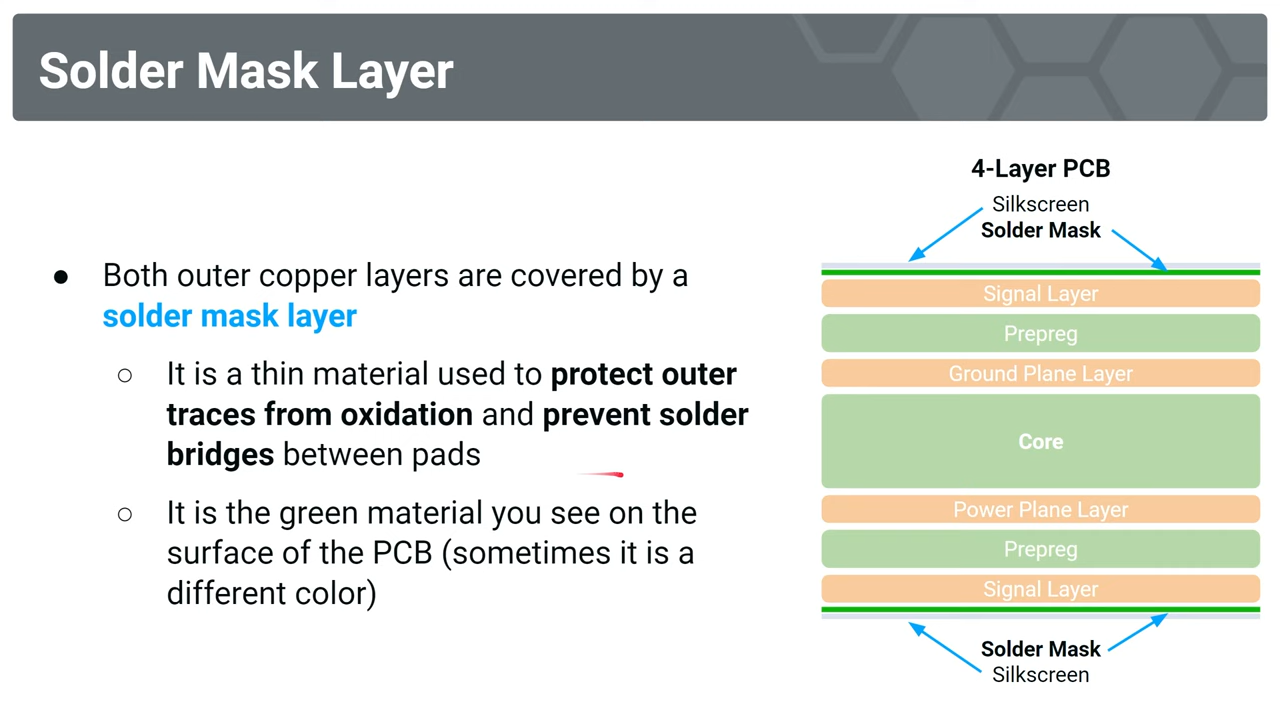 Solder Mask Layer
● Both outer copper layers are covered by a
solder mask layer
○ It is a thin material used to protect outer
traces from oxidation and prevent solder
bridges between pads
○ It is the green material you see on the
surface of the PCB (sometimes it is a
different color)
4-Layer PCB
Silkscreen
Solder Mask
Signal Layer
Prepreg
Ground Plane Layer
Core
Power Plane Layer
Prepreg
Signal Layer
Solder Mask
Silkscreen